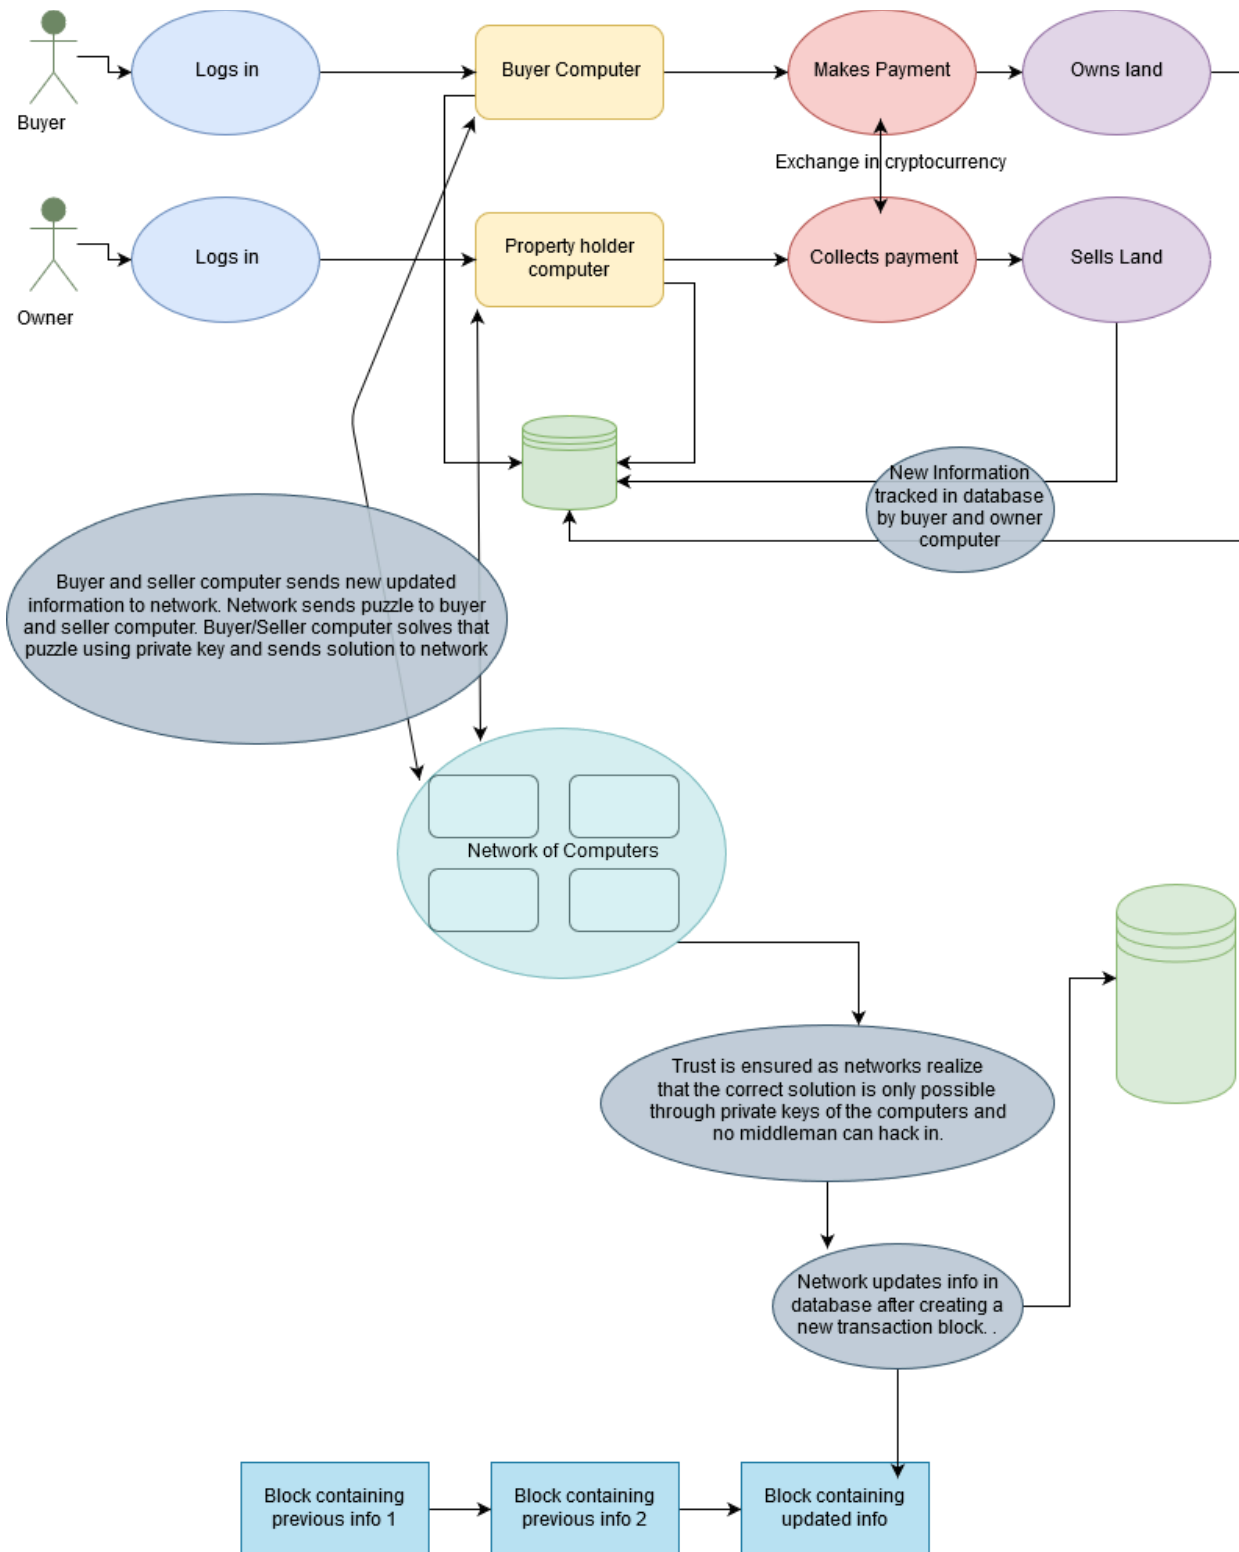 Logs in
Buyer Computer
Makes Payment
Owns land
Buyer
Exchange in cryptocurrency
Logs in
Property holder
computer
Collects payment
Sells Land
Owner
New Information
tracked in database
by buyer and owner
computer
Buyer and seller computer sends new updated
information to network. Network sends puzzle to buyer
and seller computer. Buyer/Seller computer solves that
puzzle using private key and sends solution to network
Network of Computers
Trust is ensured as networks realize
that the correct solution is only possible
through private keys of the computers and
no middleman can hack in.
Network updates info in
database after creating a
new transaction block. .
Block containing
previous info 1
Block containing
previous info 2
Block containing
updated info